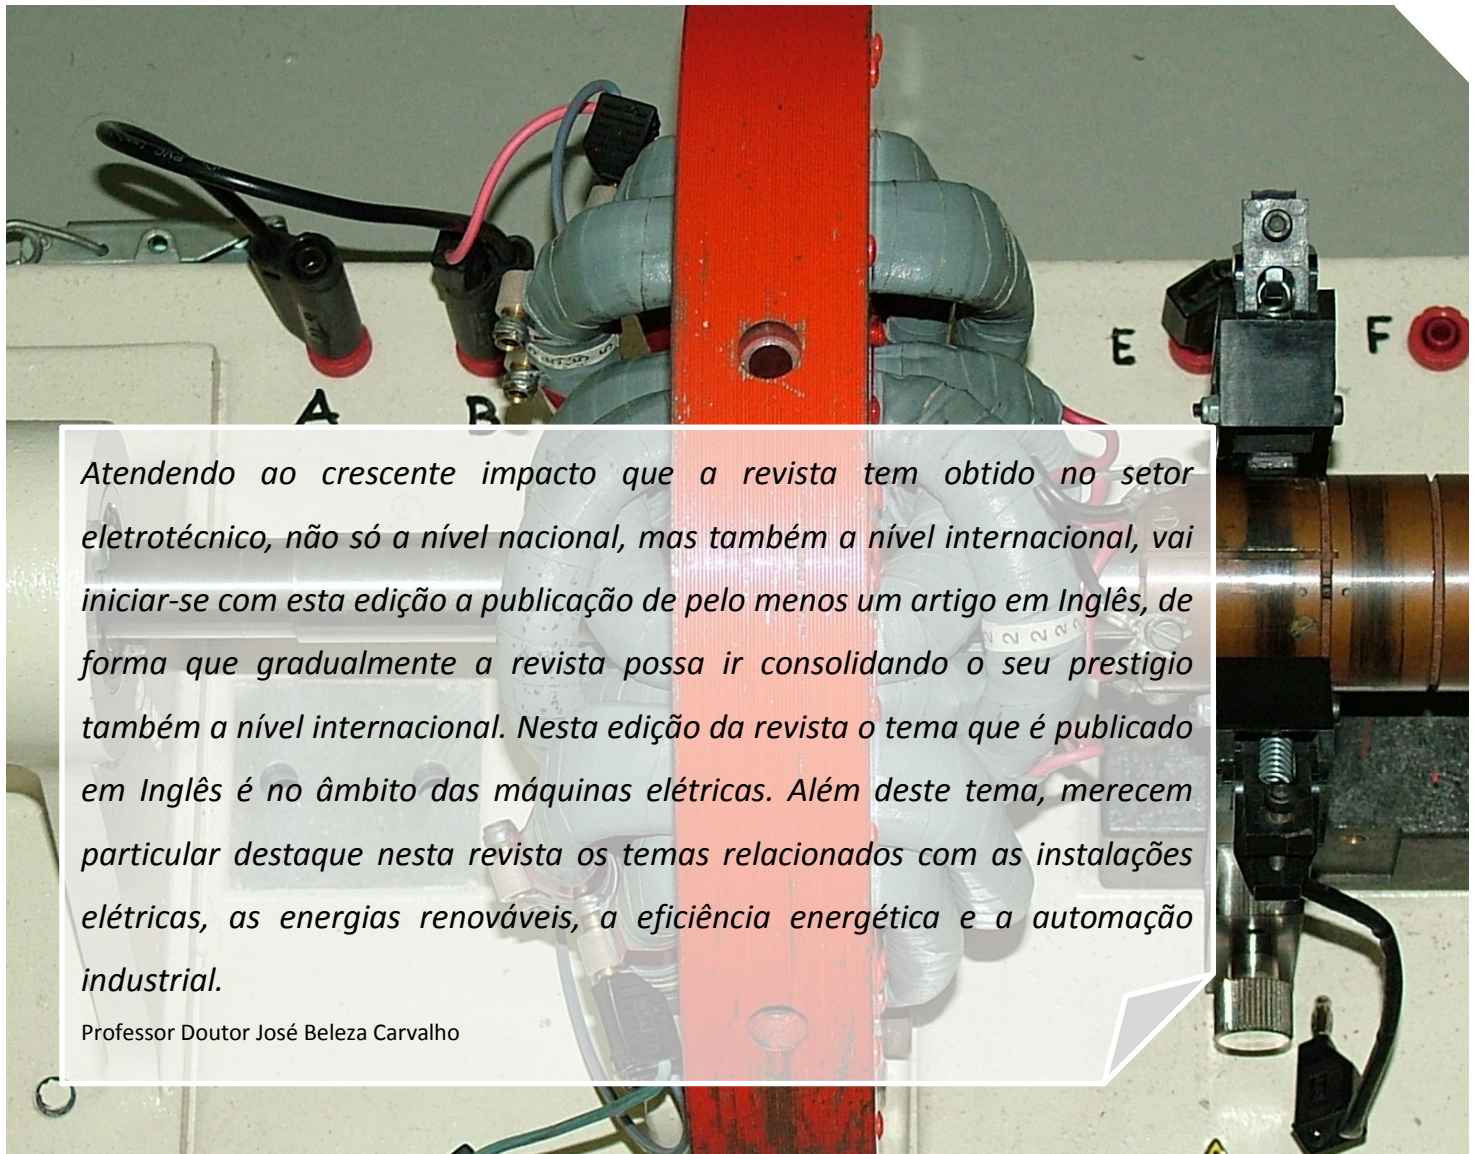 A
B
E
F
Atendendo ao crescente impacto que a revista tem obtido no setor
eletrotécnico, não só a nível nacional, mas também a nível internacional, vai
iniciar-se com esta edição a publicação de pelo menos um artigo em Inglês, de
forma que gradualmente a revista possa ir consolidando o seu prestigio
também a nível internacional. Nesta edição da revista o tema que é publicado
em Inglês é no âmbito das máquinas elétricas. Além deste tema, merecem
particular destaque nesta revista os temas relacionados com as instalações
elétricas, as energias renováveis, a eficiência energética e a automação
industrial.
Professor Doutor José Beleza Carvalho